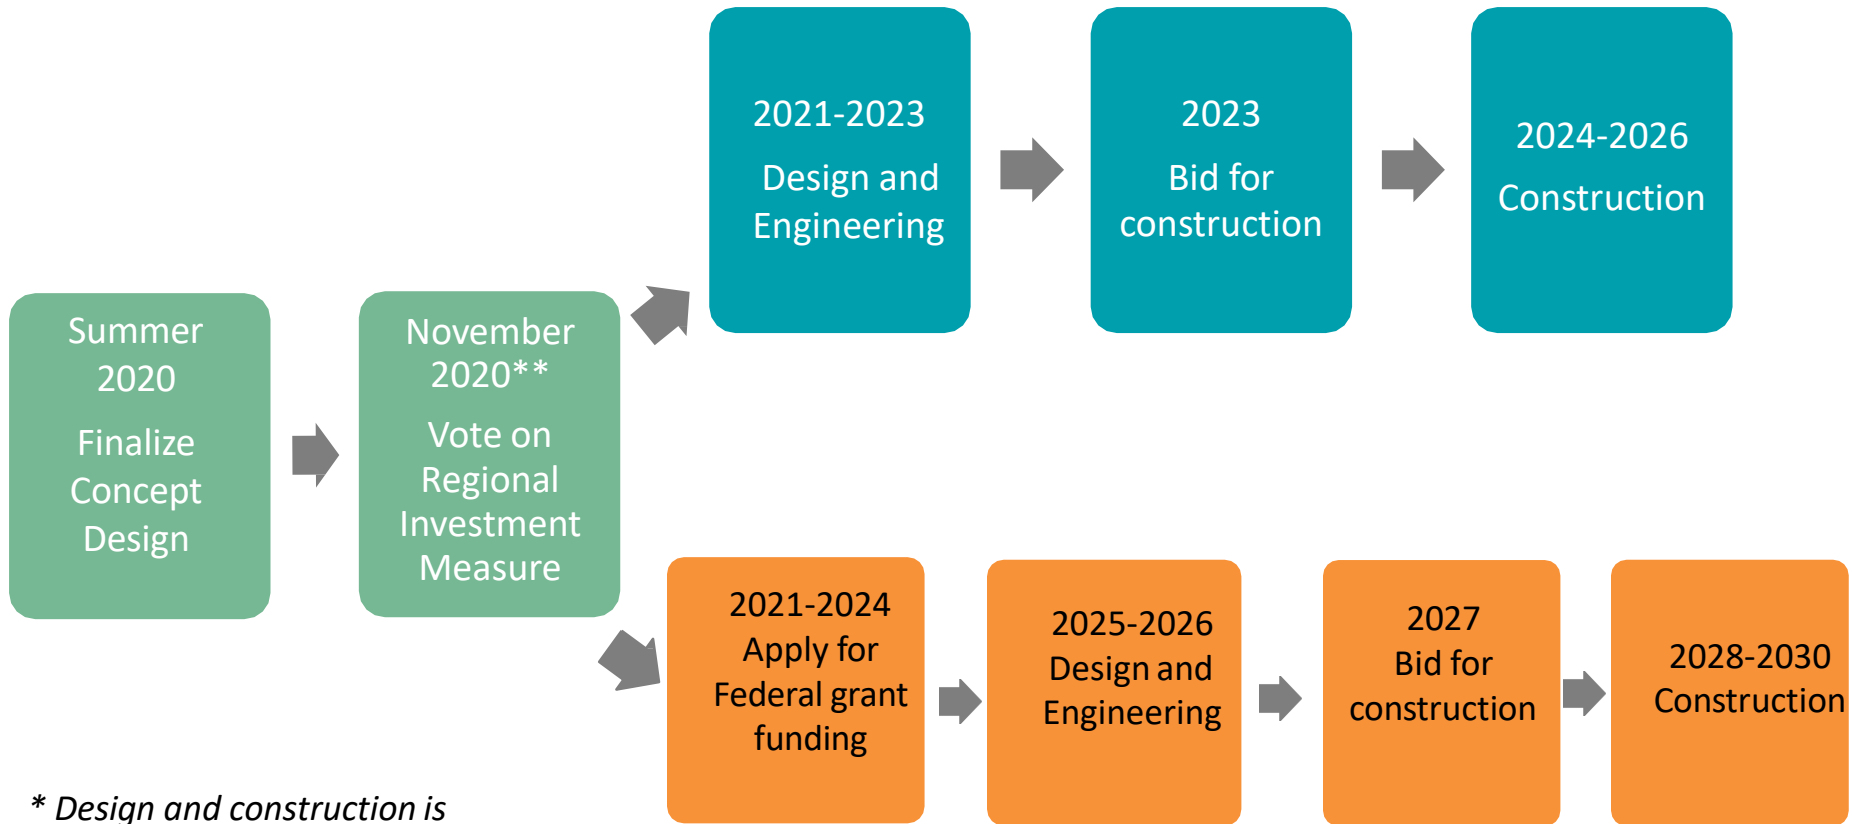 Summer
2020
Finalize
Concept
Design
November
2020**
Vote on
Regional
Investment
Measure
2021-2023
Design and
Engineering
2023
Bid for
construction
2024-2026
Construction
2021-2024
Apply for
Federal grant
funding
2025-2026
Design and
Engineering
2027
Bid for
construction
2028-2030
Construction
* Design and construction is